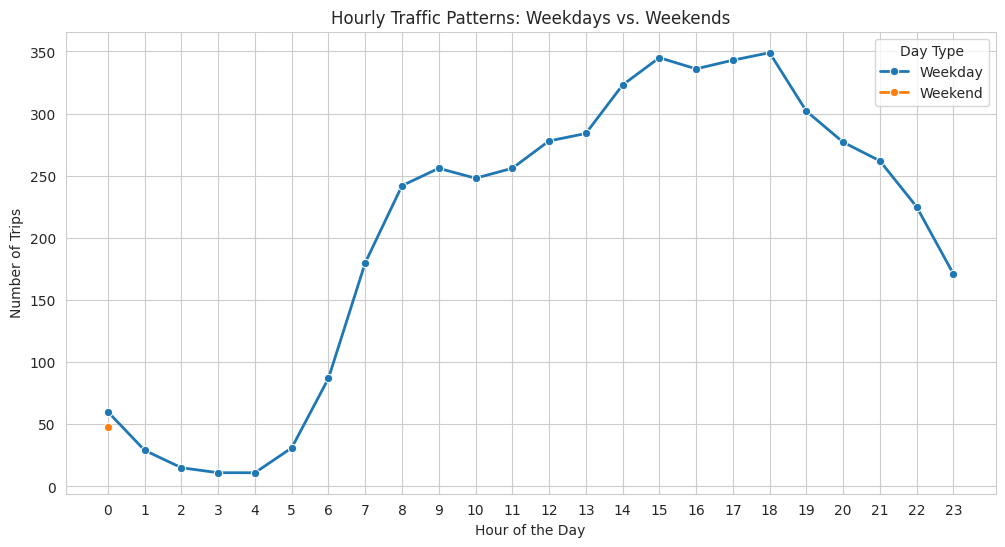 Hourly Traffic Patterns: Weekdays vs. Weekends
Day Type
Weekday
Weekend
Number of Trips
350
300
250
200
150
100
50
0
0 1 2 3 4 5 6 7 8 9 10 11 12 13 14 15 16 17 18 19 20 21 22 23
Hour of the Day